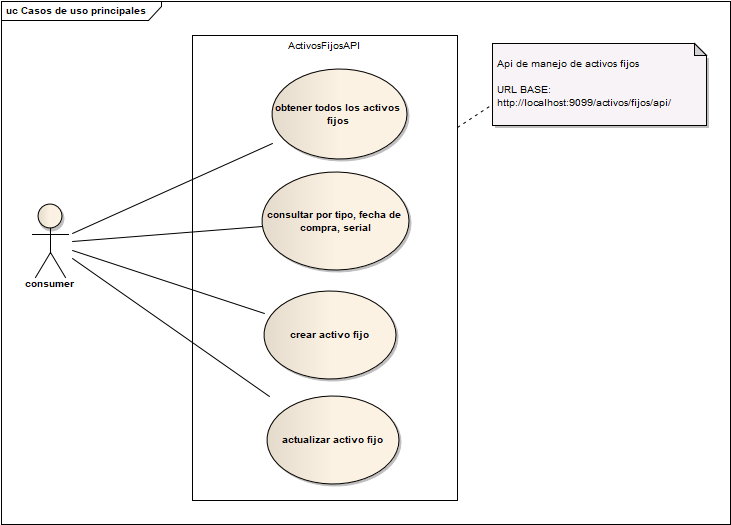 uc Casos de uso principales
ActivosFijosAPI
Api de manejo de activos fijos
URL BASE:
http://localhost:9099/activos/fijos/api/
obtener todos los activos
fijos
consultar por tipo, fecha de
compra, serial
consumer
crear activo fijo
actualizar activo fijo